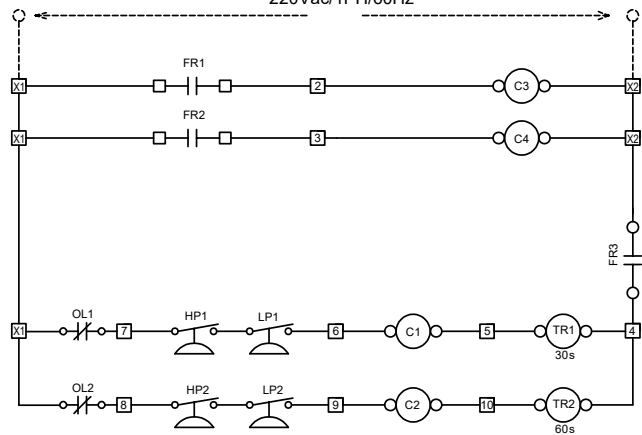 220Vac/1PH/60Hz
FR1
X1 2 C3 X2
FR2
X1 3 C4 X2
FR3
OL1 HP1 LP1
X1 7 6 C1 5 TR1 4
30s
OL2 HP2 LP2
8 9 C2 10 TR2
60s